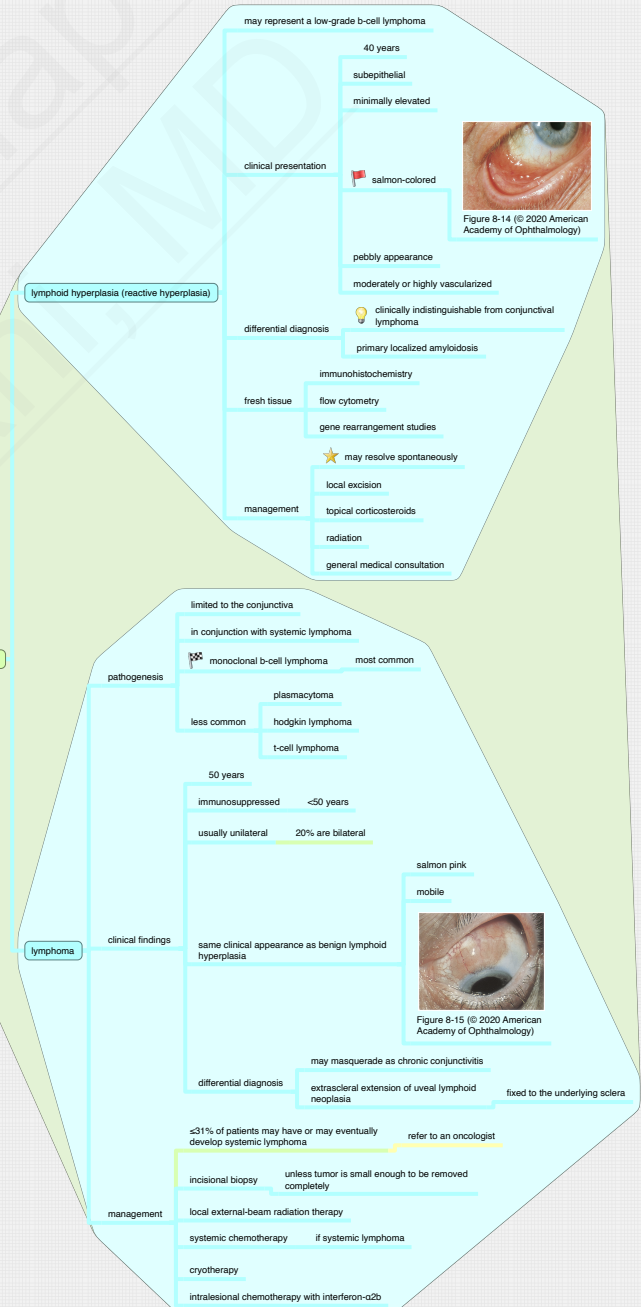 may represent a low-grade b-cell lymphoma
40 years
subepithelial
minimally elevated
clinical presentation
salmon-colored
Figure 8-14 (© 2020 American
Academy of Ophthalmology)
pebbly appearance
moderately or highly vascularized
lymphoid hyperplasia (reactive hyperplasia)
clinically indistinguishable from conjunctival
lymphoma
differential diagnosis
primary localized amyloidosis
immunohistochemistry
fresh tissue
flow cytometry
gene rearrangement studies
may resolve spontaneously
local excision
management
topical corticosteroids
radiation
general medical consultation
limited to the conjunctiva
in conjunction with systemic lymphoma
pathogenesis
monoclonal b-cell lymphoma
most common
plasmacytoma
less common
hodgkin lymphoma
t-cell lymphoma
50 years
immunosuppressed
<50 years
usually unilateral
20% are bilateral
salmon pink
mobile
lymphoma
clinical findings
same clinical appearance as benign lymphoid
hyperplasia
Figure 8-15 (© 2020 American
Academy of Ophthalmology)
may masquerade as chronic conjunctivitis
differential diagnosis
extrascleral extension of uveal lymphoid
neoplasia
fixed to the underlying sclera
≤31% of patients may have or may eventually
develop systemic lymphoma
refer to an oncologist
incisional biopsy
unless tumor is small enough to be removed
completely
management
local external-beam radiation therapy
systemic chemotherapy
if systemic lymphoma
cryotherapy
intralesional chemotherapy with interferon-α2b